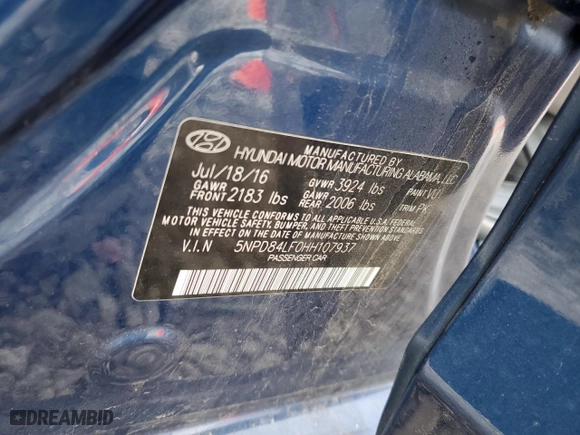 MANUFACTURED BY
HYUNDAI MOTOR MANUFACTURING ALABAMA, LLC
Jul/18/16 GVWR 3924 lbs PAINT
GAWR FRONT 2183 lbs GAWR REAR 2006 lbs TRIM
THIS VEHICLE CONFORMS TO ALL APPLICABLE U.S.A/FEDERAL
MOTOR VEHICLE SAFETY, BUMPER, AND THEFT PREVENTION STANDARDS
IN EFFECT ON THE DATE OF MANUFACTURE SHOWN ABOVE.
V.I.N 5NPD84LF0HH107937
PASSENGER CAR
DREAMBID